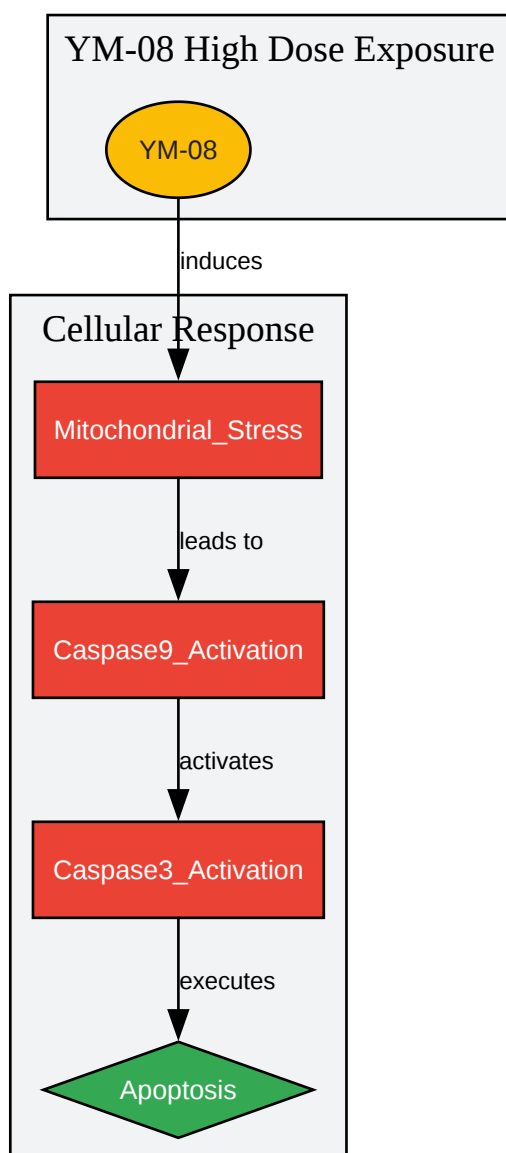 YM-08 High Dose Exposure
YM-08
induces
Cellular Response
Mitochondrial_Stress
leads to
Caspase9_Activation
activates
Caspase3_Activation
executes
Apoptosis